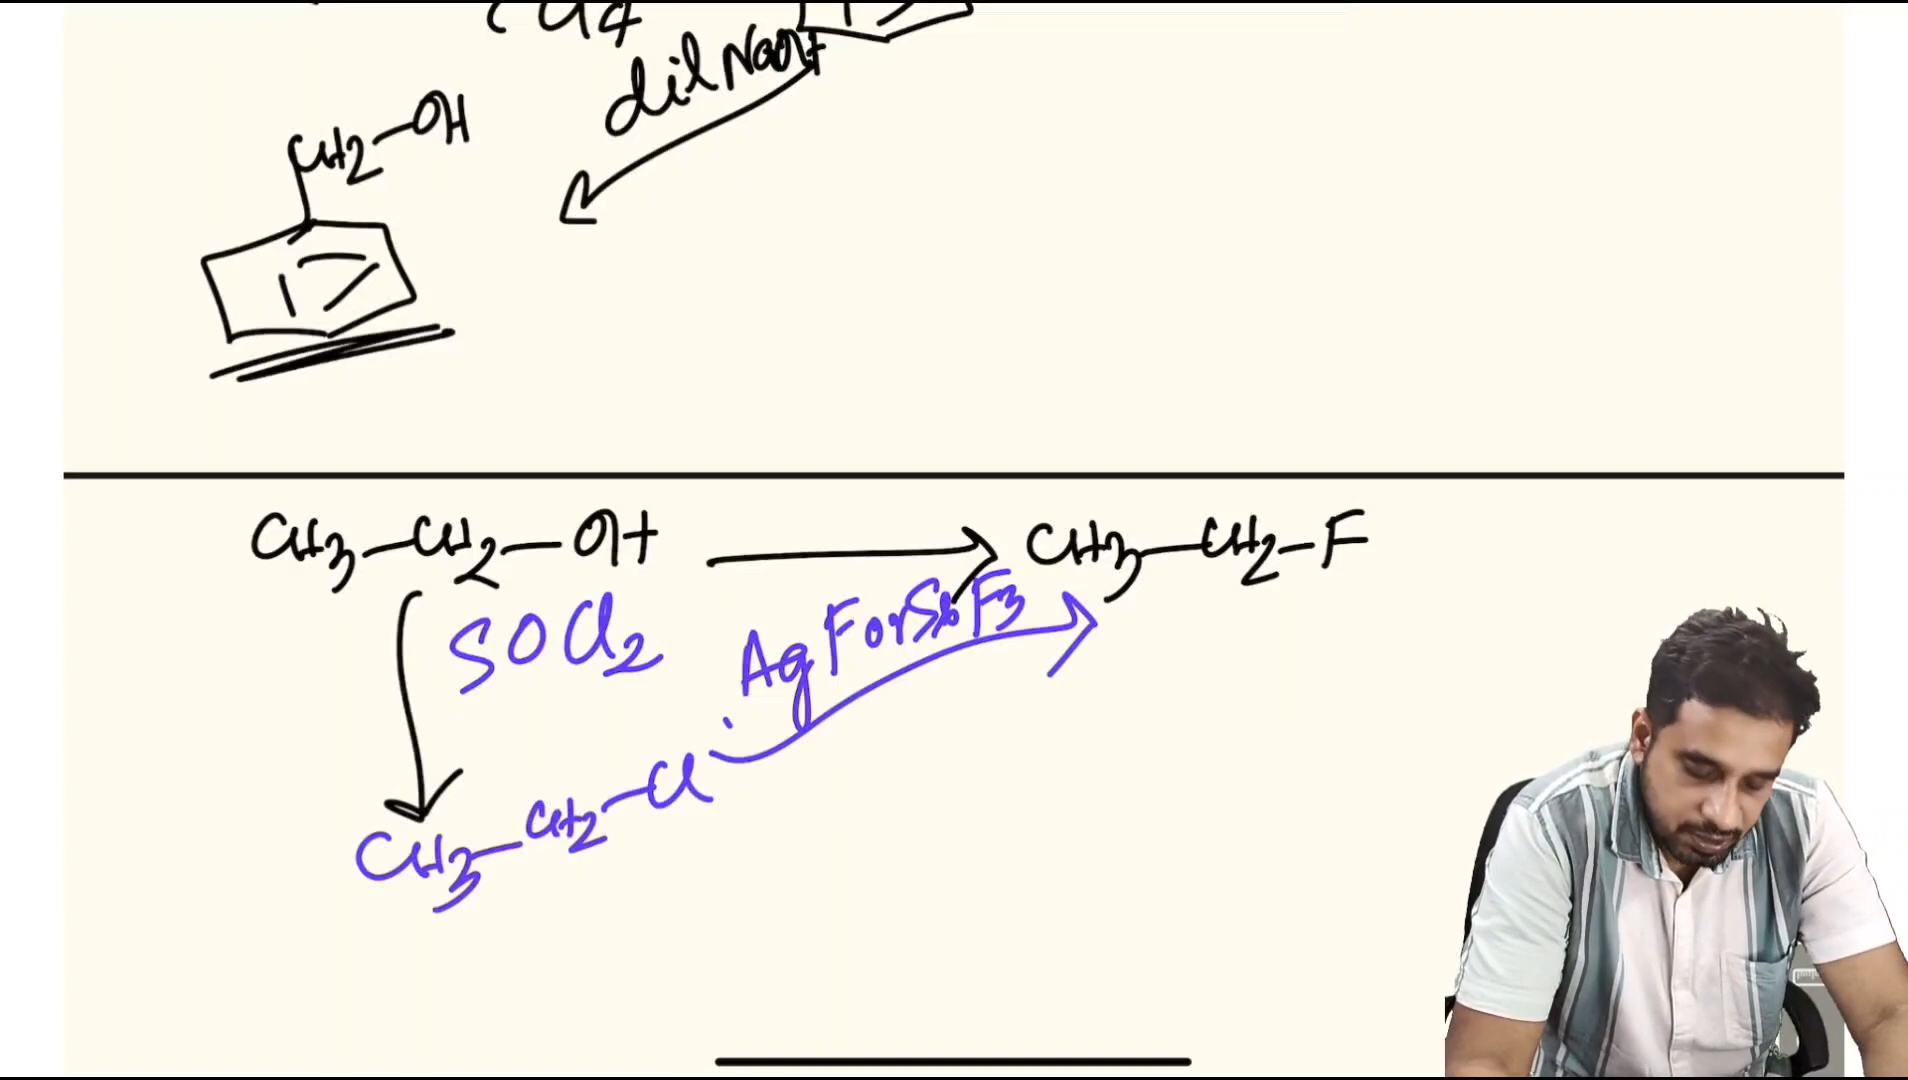 dil NaOH
CH2-OH
CH3-CH2-OH → CH3-CH2-F
SOCl2
AgF or SbF3
CH3-CH2-Cl